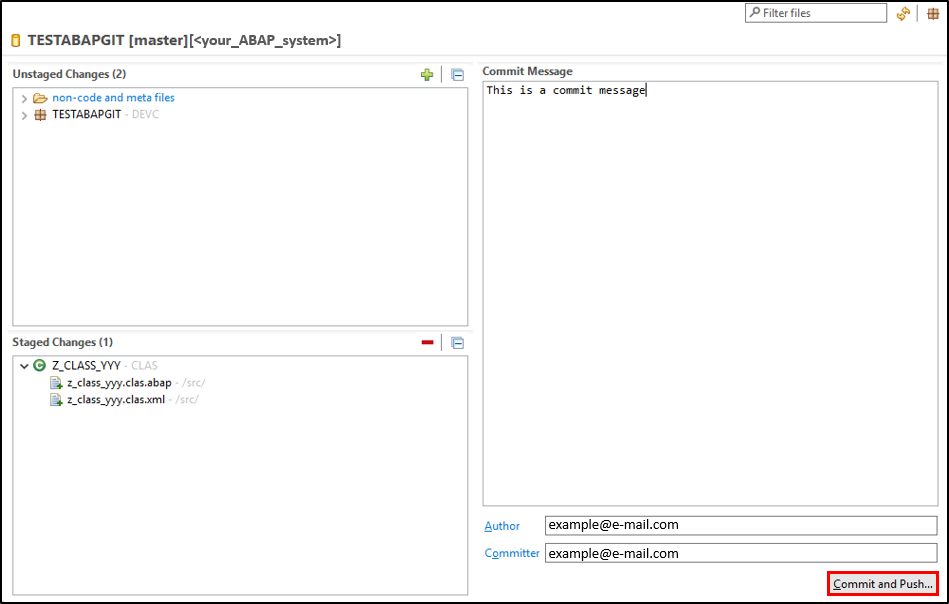 Filter files
TESTABAPGIT [master][<your_ABAP_system>]
Unstaged Changes (2)
non-code and meta files
TESTABAPGIT - DEVC
Staged Changes (1)
Z_CLASS_YYY - CLAS
z_class_yyy.clas.abap - /src/
z_class_yyy.clas.xml - /src/
Commit Message
This is a commit message
Author example@e-mail.com
Committer example@e-mail.com
Commit and Push...